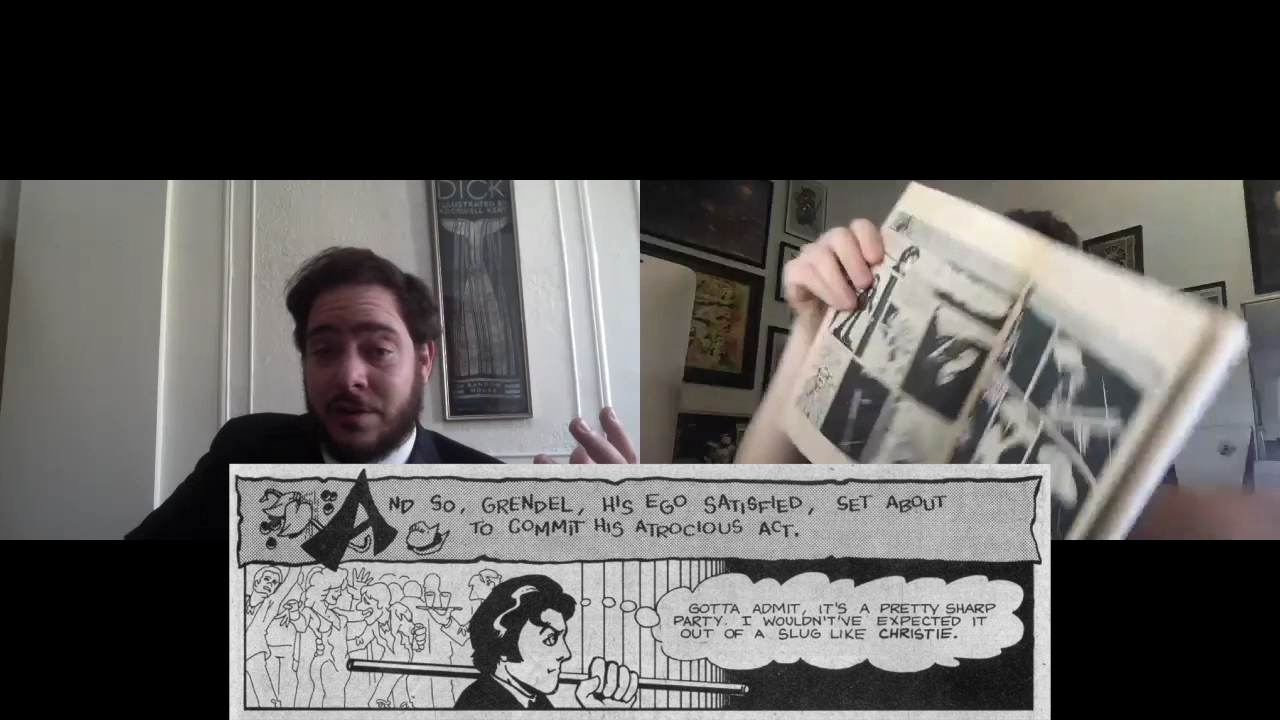 DICK
ILLUSTRATED BY
ROCKWELL KENT
RANDOM
HOUSE
AND SO, GRENDEL, HIS EGO SATISFIED, SET ABOUT
TO COMMIT HIS ATROCIOUS ACT.
GOTTA ADMIT, IT'S A PRETTY SHARP
PARTY. I WOULDN'T'VE EXPECTED IT
OUT OF A SLUG LIKE CHRISTIE.